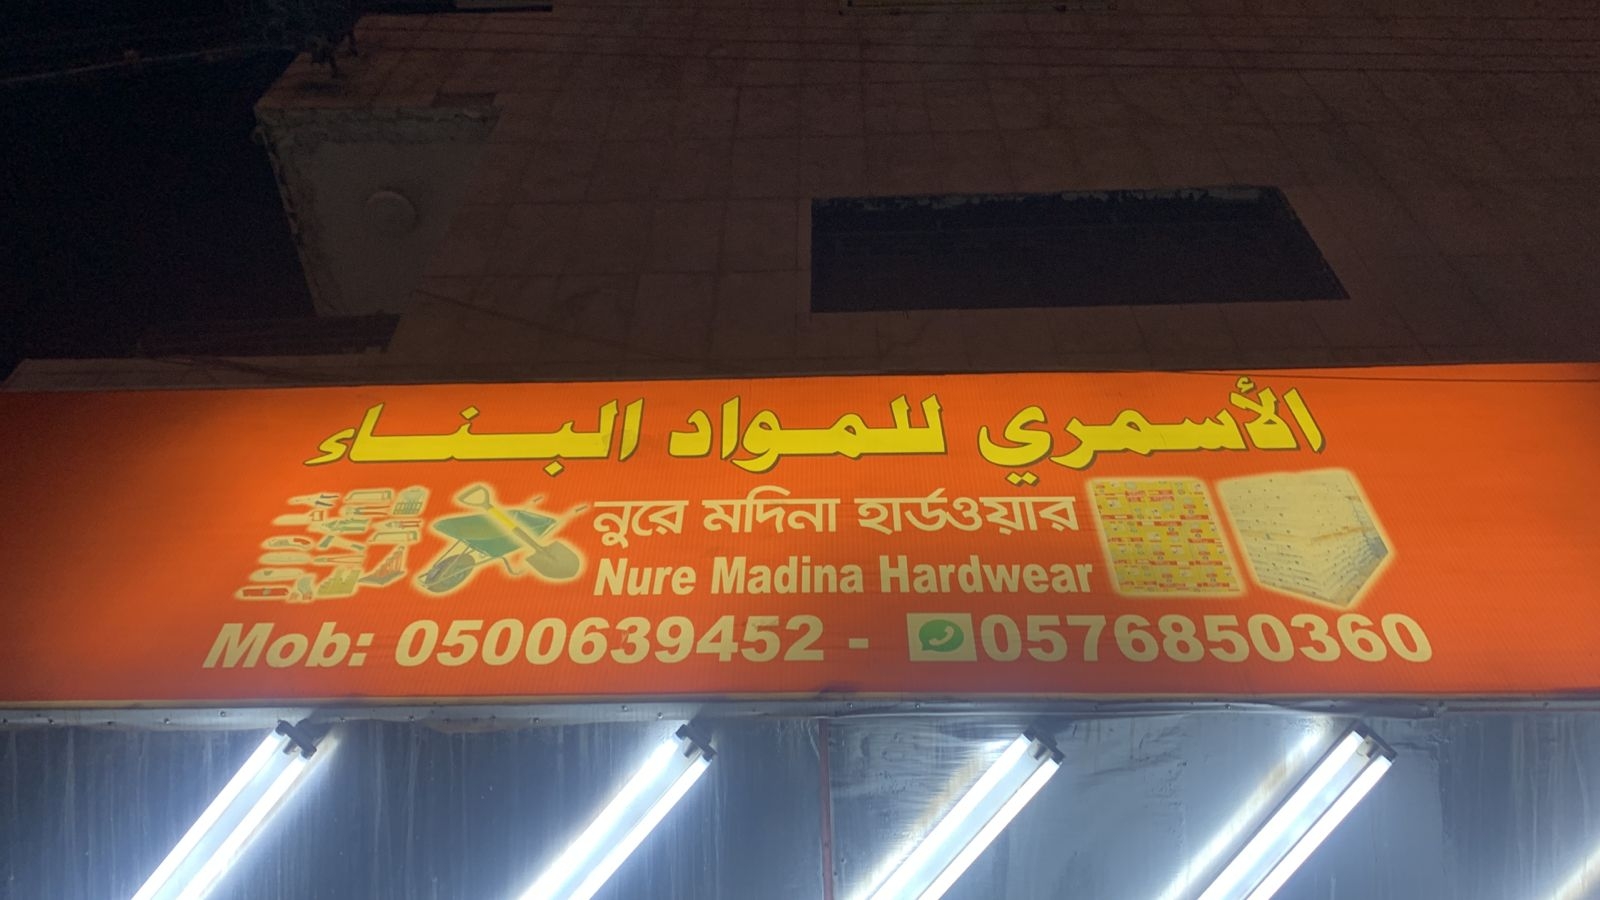 الأسمري للمواد البناء
নুরে মদিনা হার্ডওয়ার
Nure Madina Hardwear
Mob: 0500639452 - 0576850360